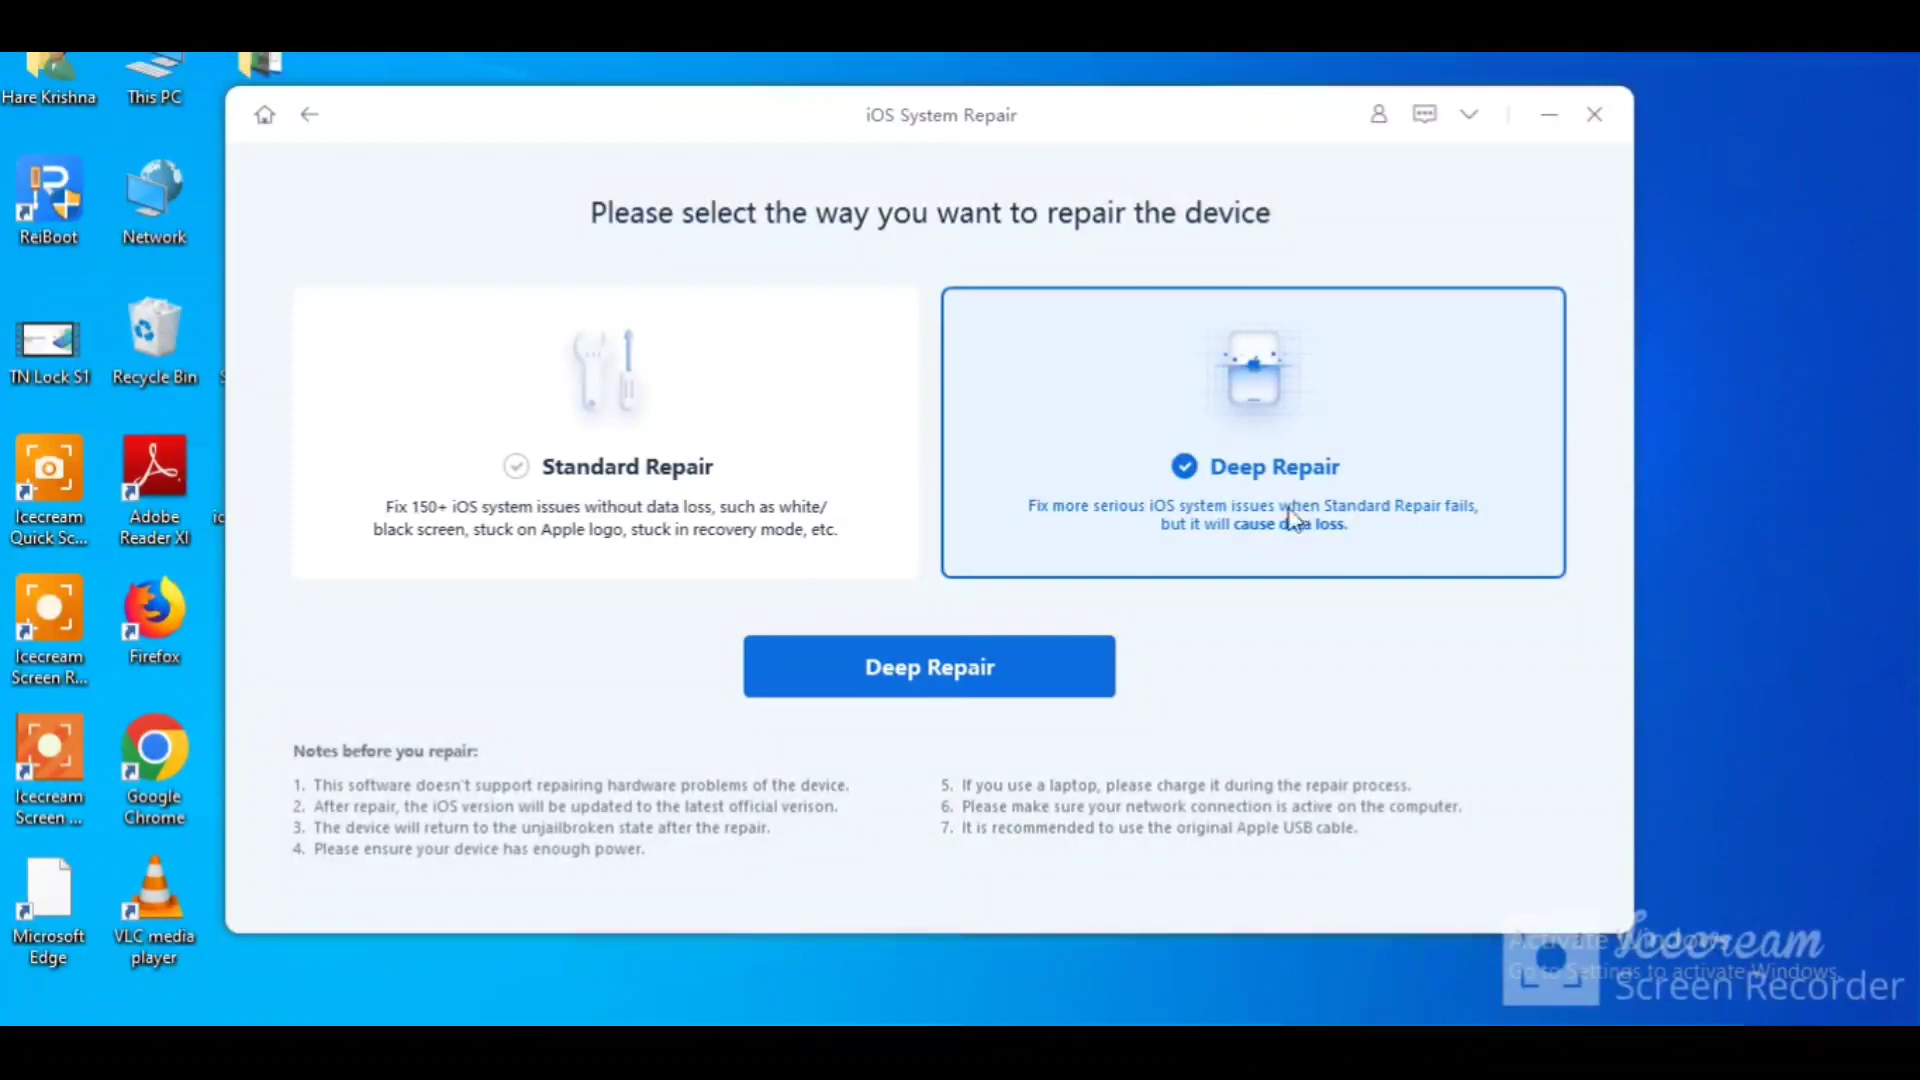 Hare Krishna
This PC
iOS System Repair
ReiBoot
Network
Please select the way you want to repair the device
TN Lock S1
Recycle Bin
Standard Repair
Fix 150+ iOS system issues without data loss, such as white/
black screen, stuck on Apple logo, stuck in recovery mode, etc.
Deep Repair
Fix more serious iOS system issues when Standard Repair fails,
but it will cause data loss.
Icecream
Quick Sc...
Adobe
Reader XI
Icecream
Screen R...
Firefox
Deep Repair
Icecream
Screen ...
Google
Chrome
Notes before you repair:
1. This software doesn't support repairing hardware problems of the device.
2. After repair, the iOS version will be updated to the latest official verison.
3. The device will return to the unjailbroken state after the repair.
4. Please ensure your device has enough power.
5. If you use a laptop, please charge it during the repair process.
6. Please make sure your network connection is active on the computer.
7. It is recommended to use the original Apple USB cable.
Microsoft
Edge
VLC media
player
Activate Windows
Go to Settings to activate Windows.
Icecream
Screen Recorder